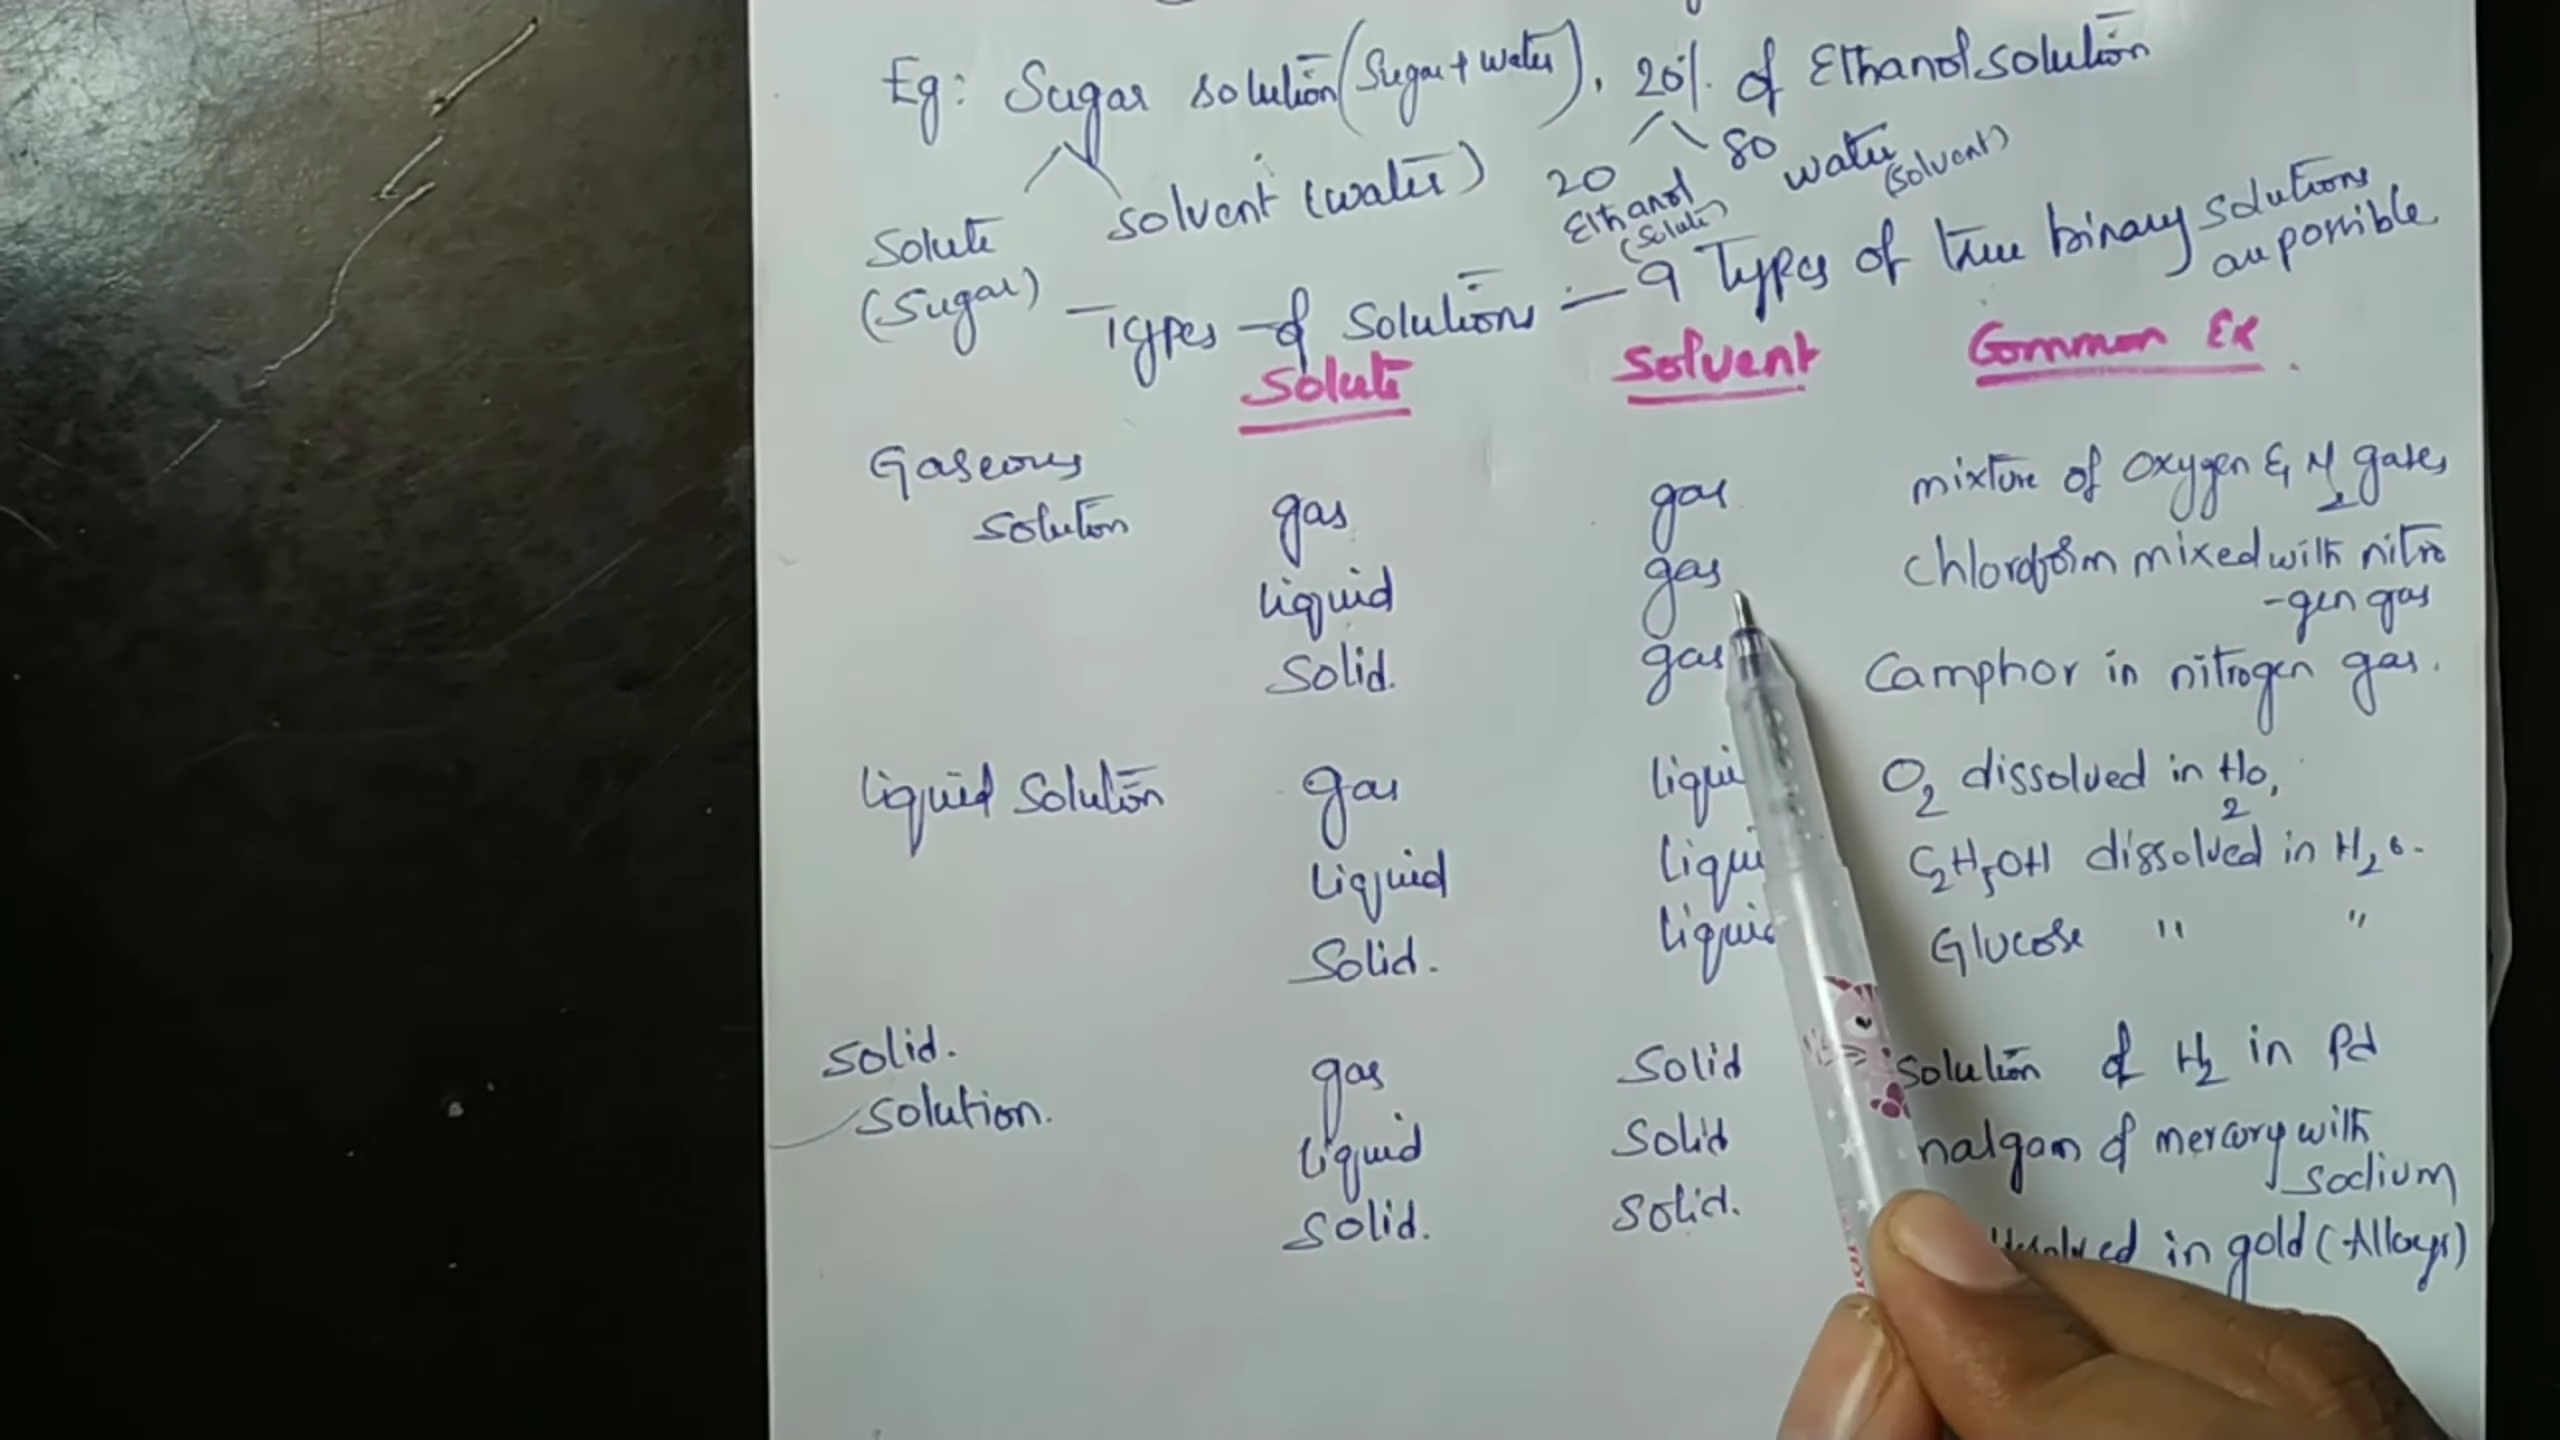 Eg: Sugar solution (Sugar + water), 20% of Ethanol solution
Solute (Sugar) solvent (water) 20 Ethanol (Solute) 80 water (solvent)
Types of Solutions :- 9 Types of true binary solutions are possible
Solute Solvent Common Ex.
Gaseous solution gas gas mixture of Oxygen & N2 gases
liquid gas Chloroform mixed with nitro
-gen gas
Solid. gas Camphor in nitrogen gas.
liquid Solution gas liqui O2 dissolved in H2O,
liquid liqui C2H5OH dissolved in H2O.
Solid. liquid Glucose " "
Solid. solution. gas Solid Solution of H2 in Pd
liquid Solid nalgam of mercury with
Sodium
Solid. Solid. in gold (Alloys)